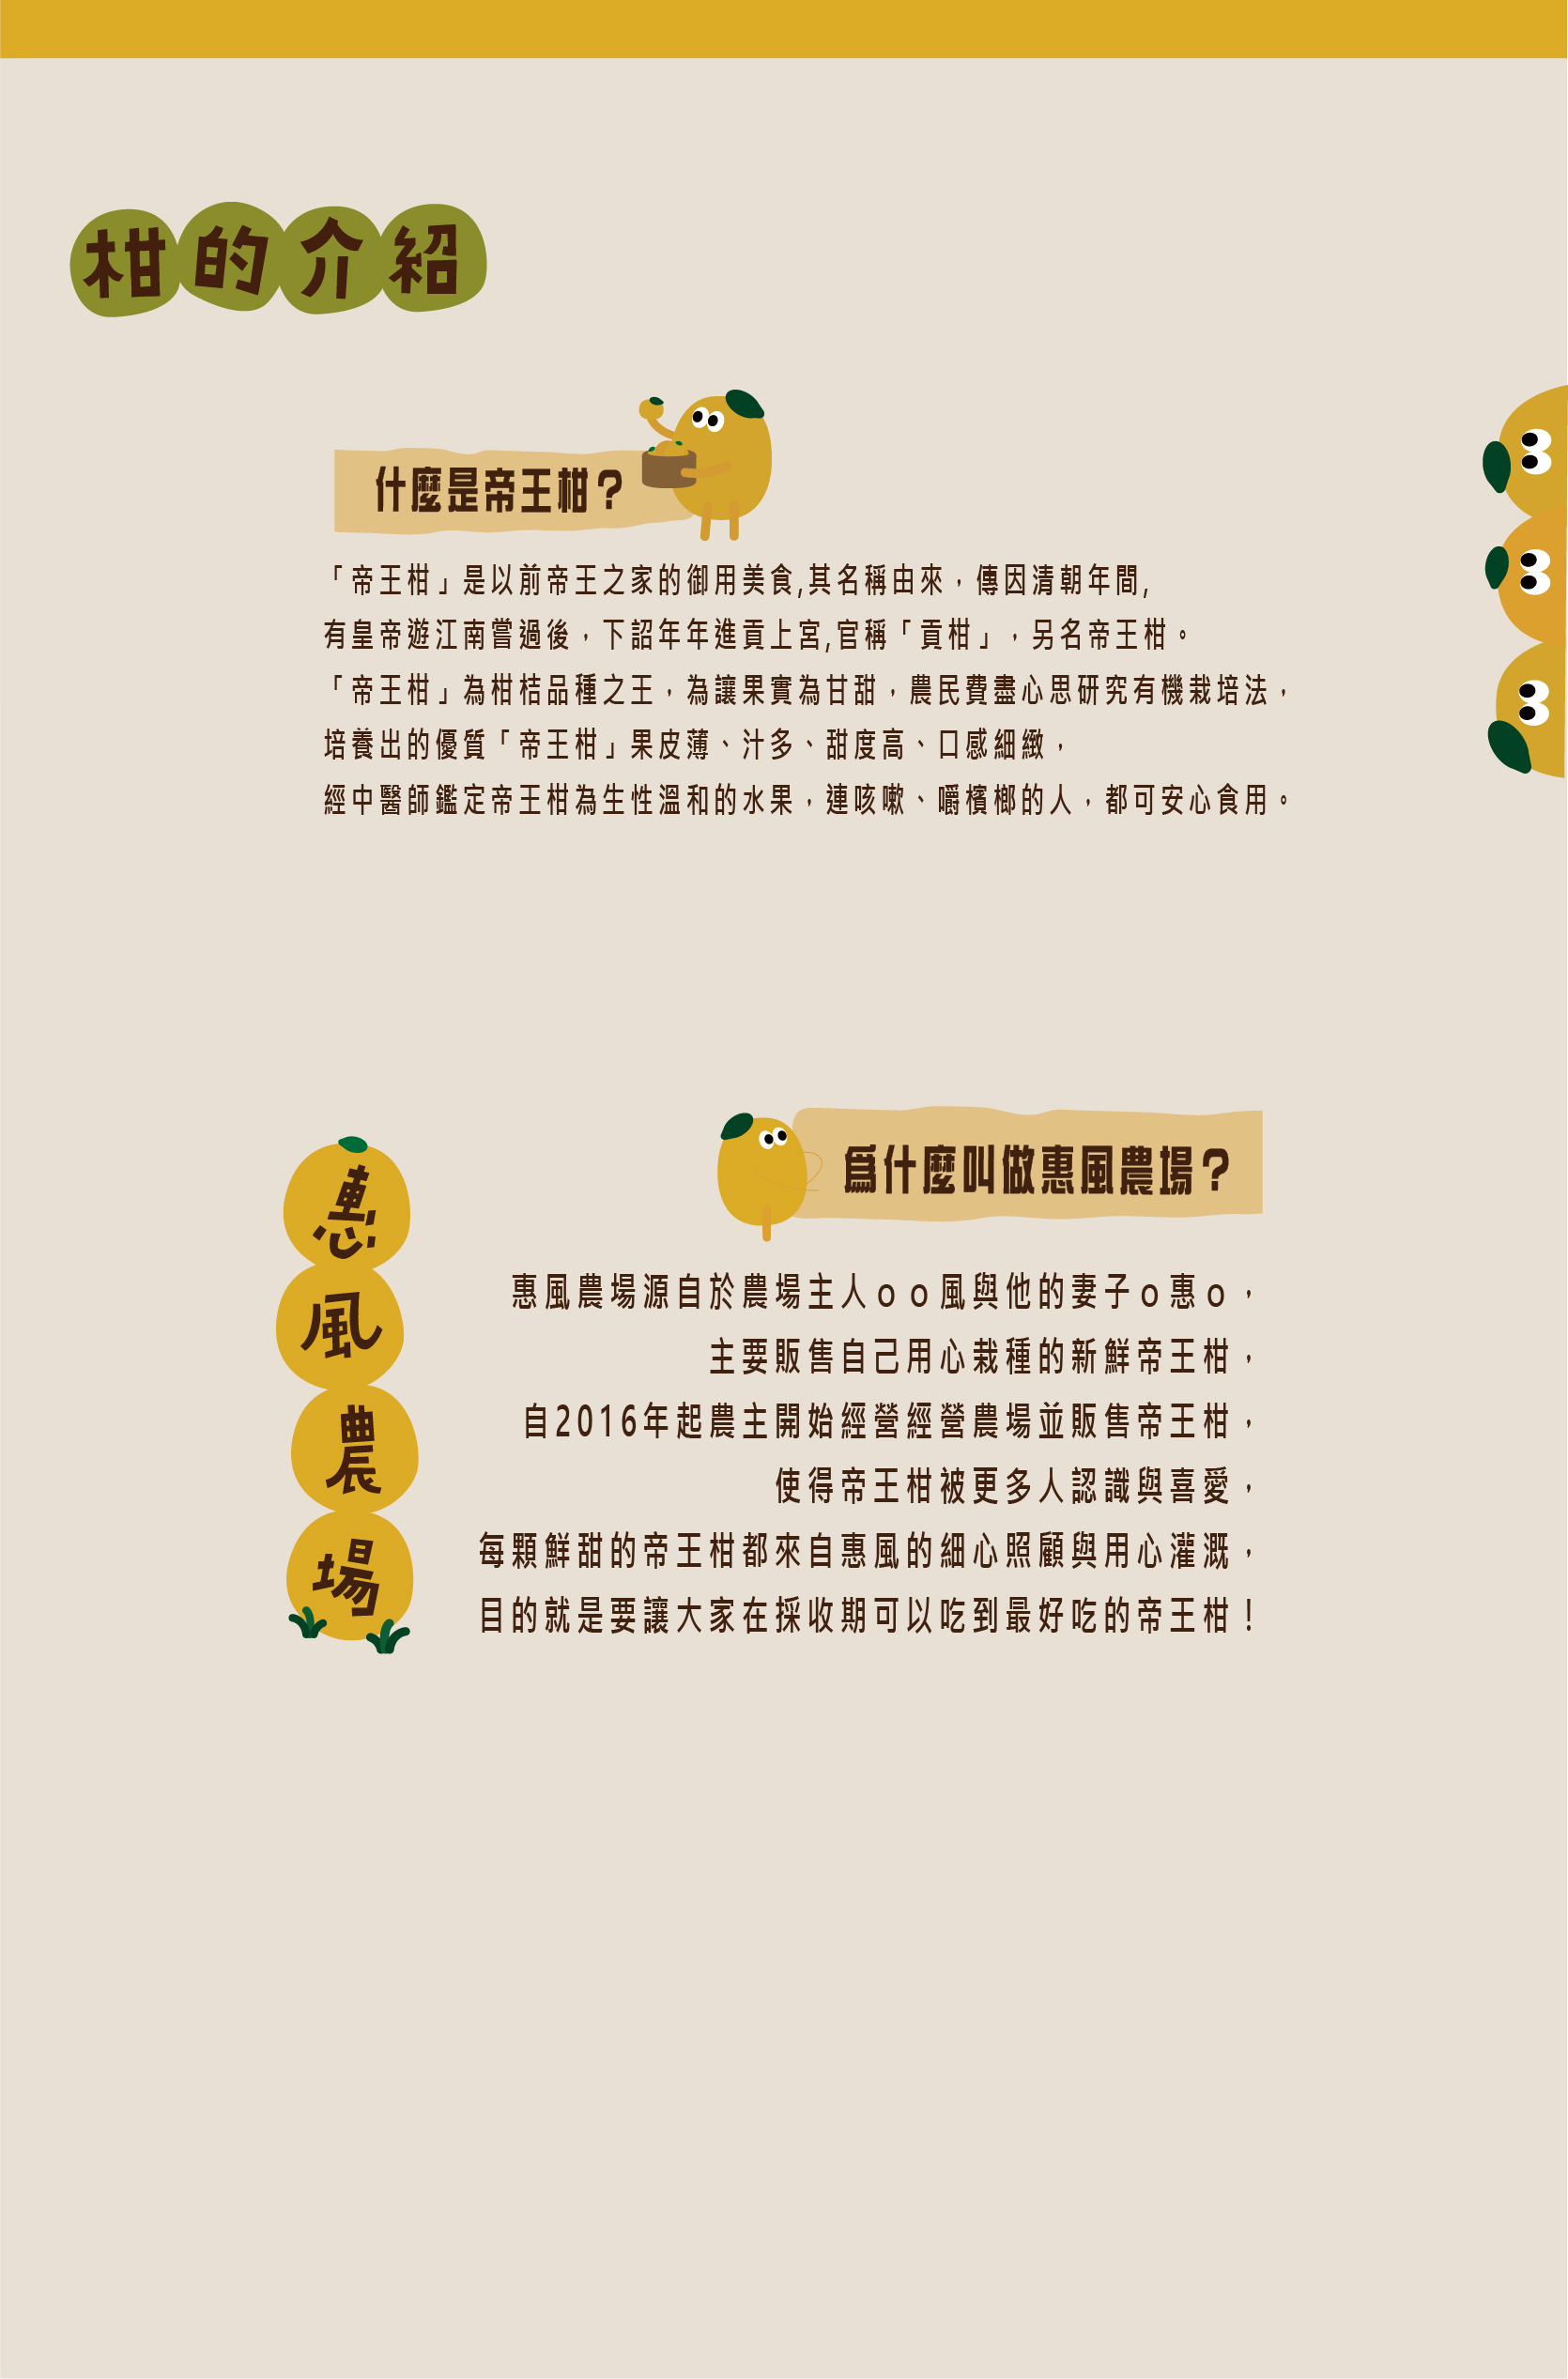 柑的介紹
什麼是帝王柑？
「帝王柑」是以前帝王之家的御用美食,其名稱由來，傳因清朝年間,
有皇帝遊江南嘗過後，下詔年年進貢上宮,官稱「貢柑」，另名帝王柑。
「帝王柑」為柑桔品種之王，為讓果實為甘甜，農民費盡心思研究有機栽培法，
培養出的優質「帝王柑」果皮薄、汁多、甜度高、口感細緻，
經中醫師鑑定帝王柑為生性溫和的水果，連咳嗽、嚼檳榔的人，都可安心食用。
惠風農場
爲什麼叫做惠風農場？
惠風農場源自於農場主人oo風與他的妻子o惠o，
主要販售自己用心栽種的新鮮帝王柑，
自2016年起農主開始經營經營農場並販售帝王柑，
使得帝王柑被更多人認識與喜愛，
每顆鮮甜的帝王柑都來自惠風的細心照顧與用心灌溉，
目的就是要讓大家在採收期可以吃到最好吃的帝王柑！